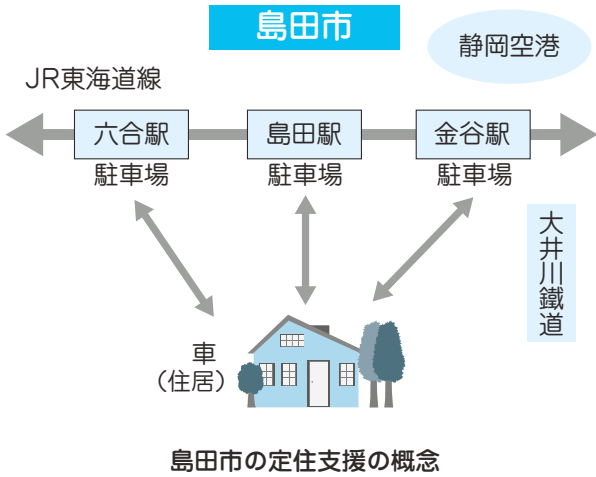 島田市
静岡空港
JR東海道線
六合駅
島田駅
金谷駅
駐車場
駐車場
駐車場
大井川鐵道
車
（住居）
島田市の定住支援の概念